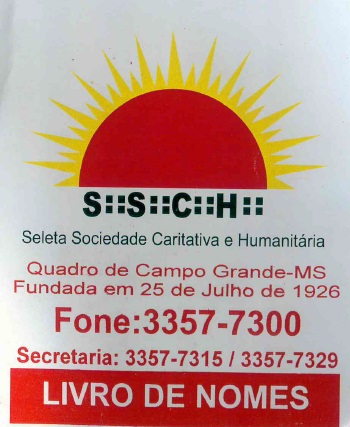 S::S::C::H::
Seleta Sociedade Caritativa e Humanitária
Quadro de Campo Grande-MS
Fundada em 25 de Julho de 1926
Fone:3357-7300
Secretaria: 3357-7315 / 3357-7329
LIVRO DE NOMES